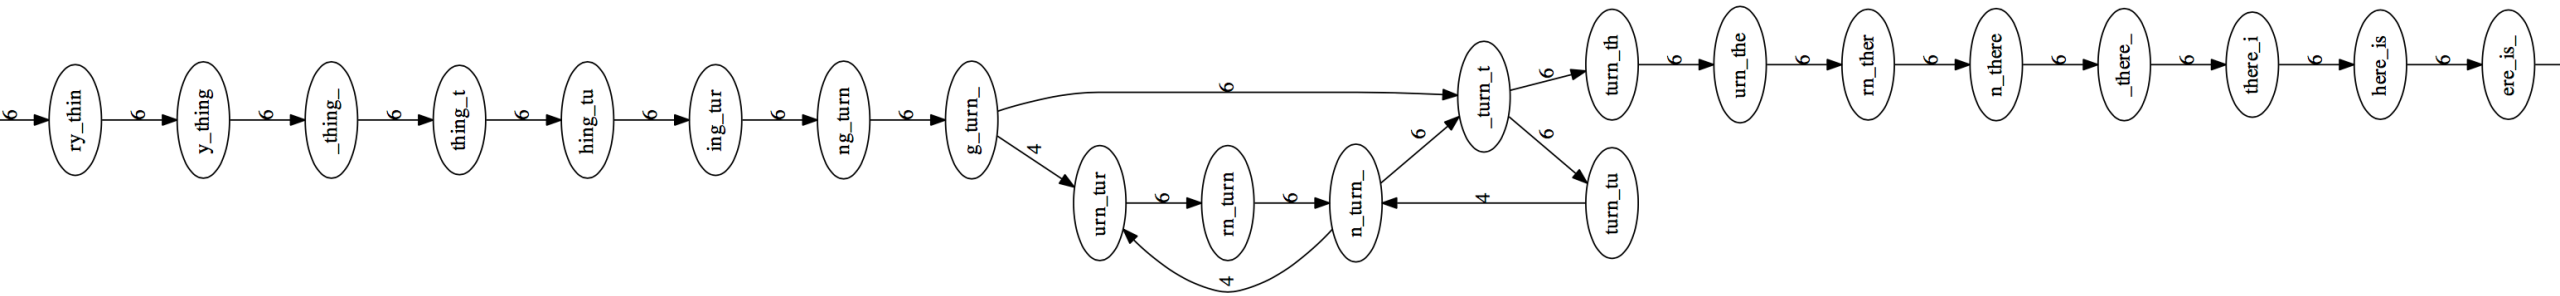 6
ry_thin
6
y_thing
6
_thing_
6
thing_t
6
hing_tu
6
ing_tur
6
ng_turn
6
g_turn_
6
4
urn_tur
6
rn_turn
6
n_turn_
6
4
_turn_t
6
6
turn_tu
4
turn_th
6
urn_the
6
rn_ther
6
n_there
6
_there_
6
there_i
6
here_is
6
ere_is_